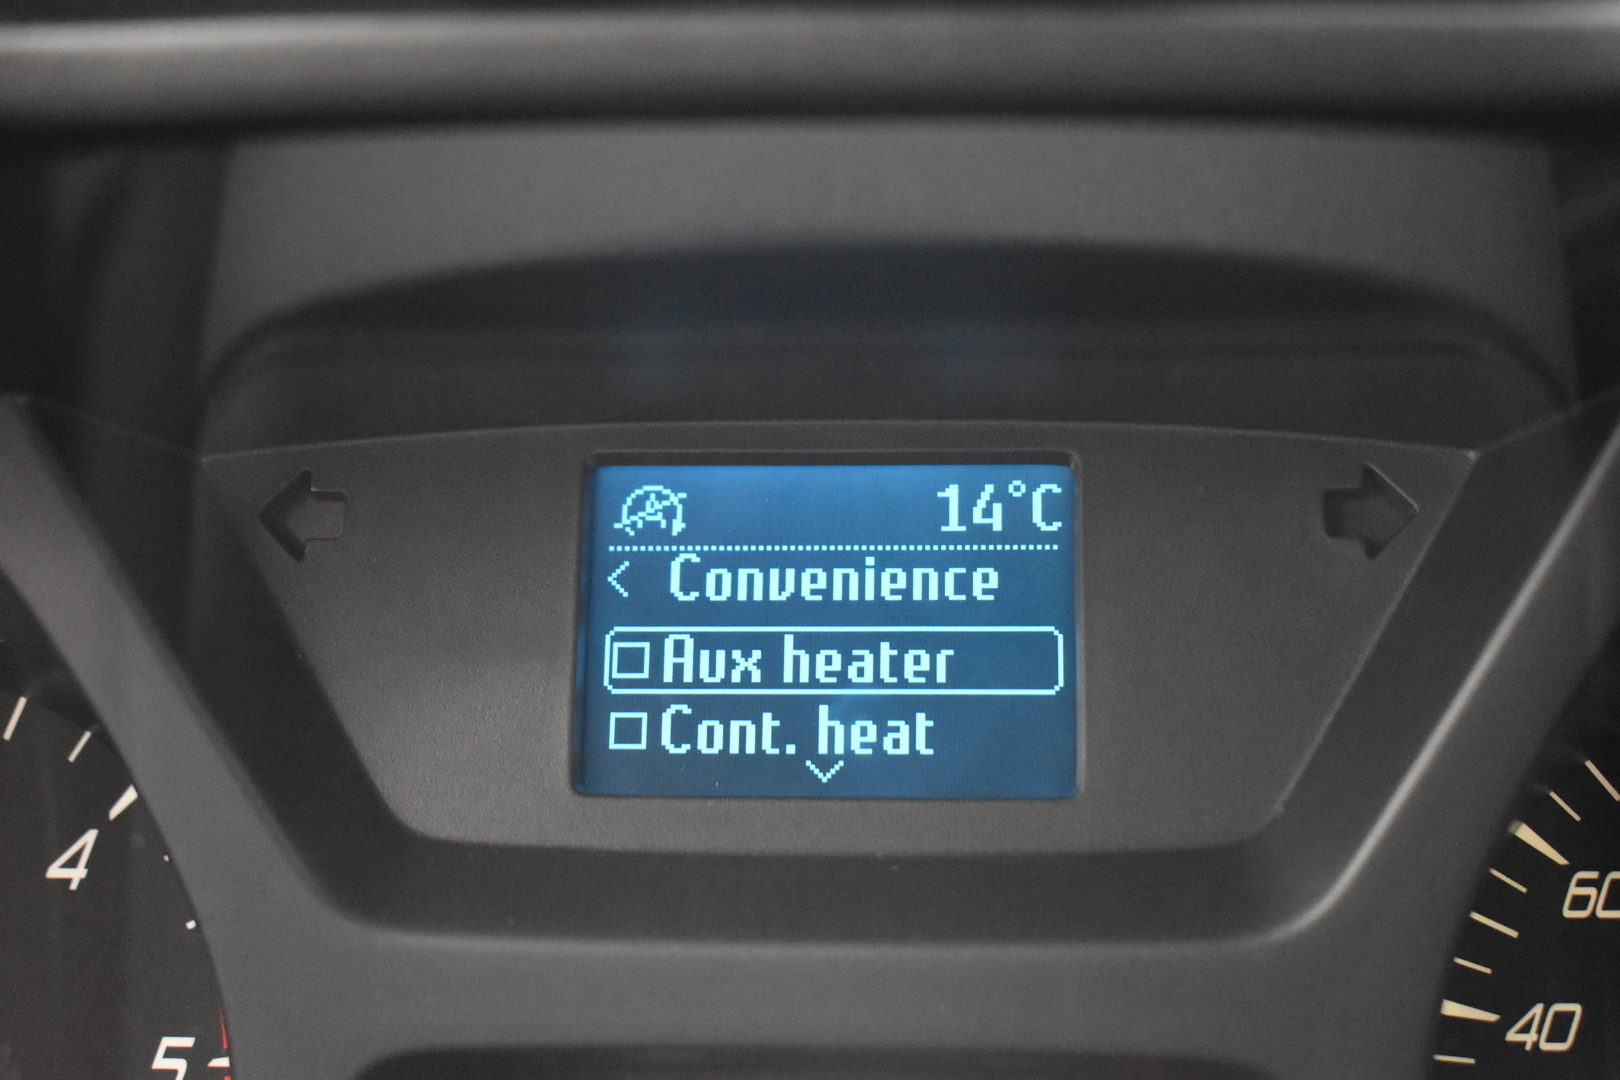 14°C
< Convenience
Aux heater
Cont. heat
4
5
60
40